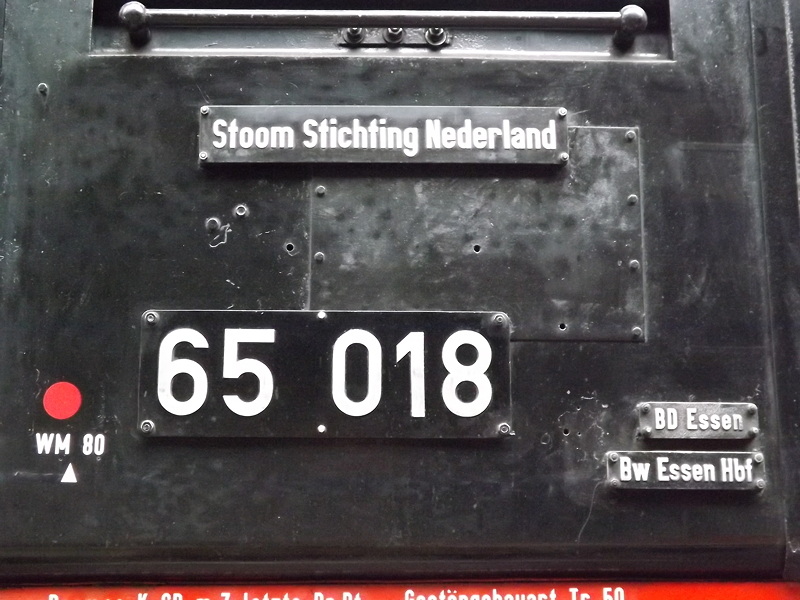 Stoom Stichting Nederland
65 018
WM 80
BD Essen
Bw Essen Hbf